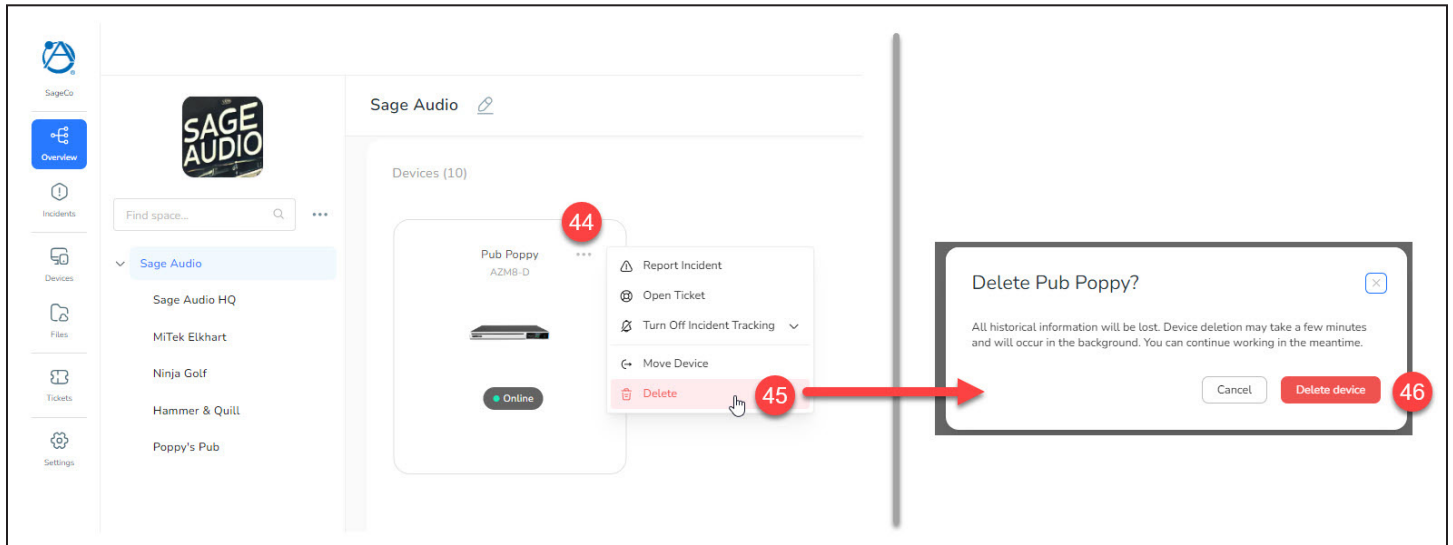 SageCo
Overview
Incidents
Devices
Files
Tickets
Settings
SAGE
AUDIO
Find space...
Sage Audio
Sage Audio HQ
MiTek Elkhart
Ninja Golf
Hammer & Quill
Poppy's Pub
Sage Audio
Devices (10)
44
Pub Poppy
AZM8-D
Online
Report Incident
Open Ticket
Turn Off Incident Tracking
Move Device
Delete
45
Delete Pub Poppy?
All historical information will be lost. Device deletion may take a few minutes
and will occur in the background. You can continue working in the meantime.
Cancel
Delete device
46